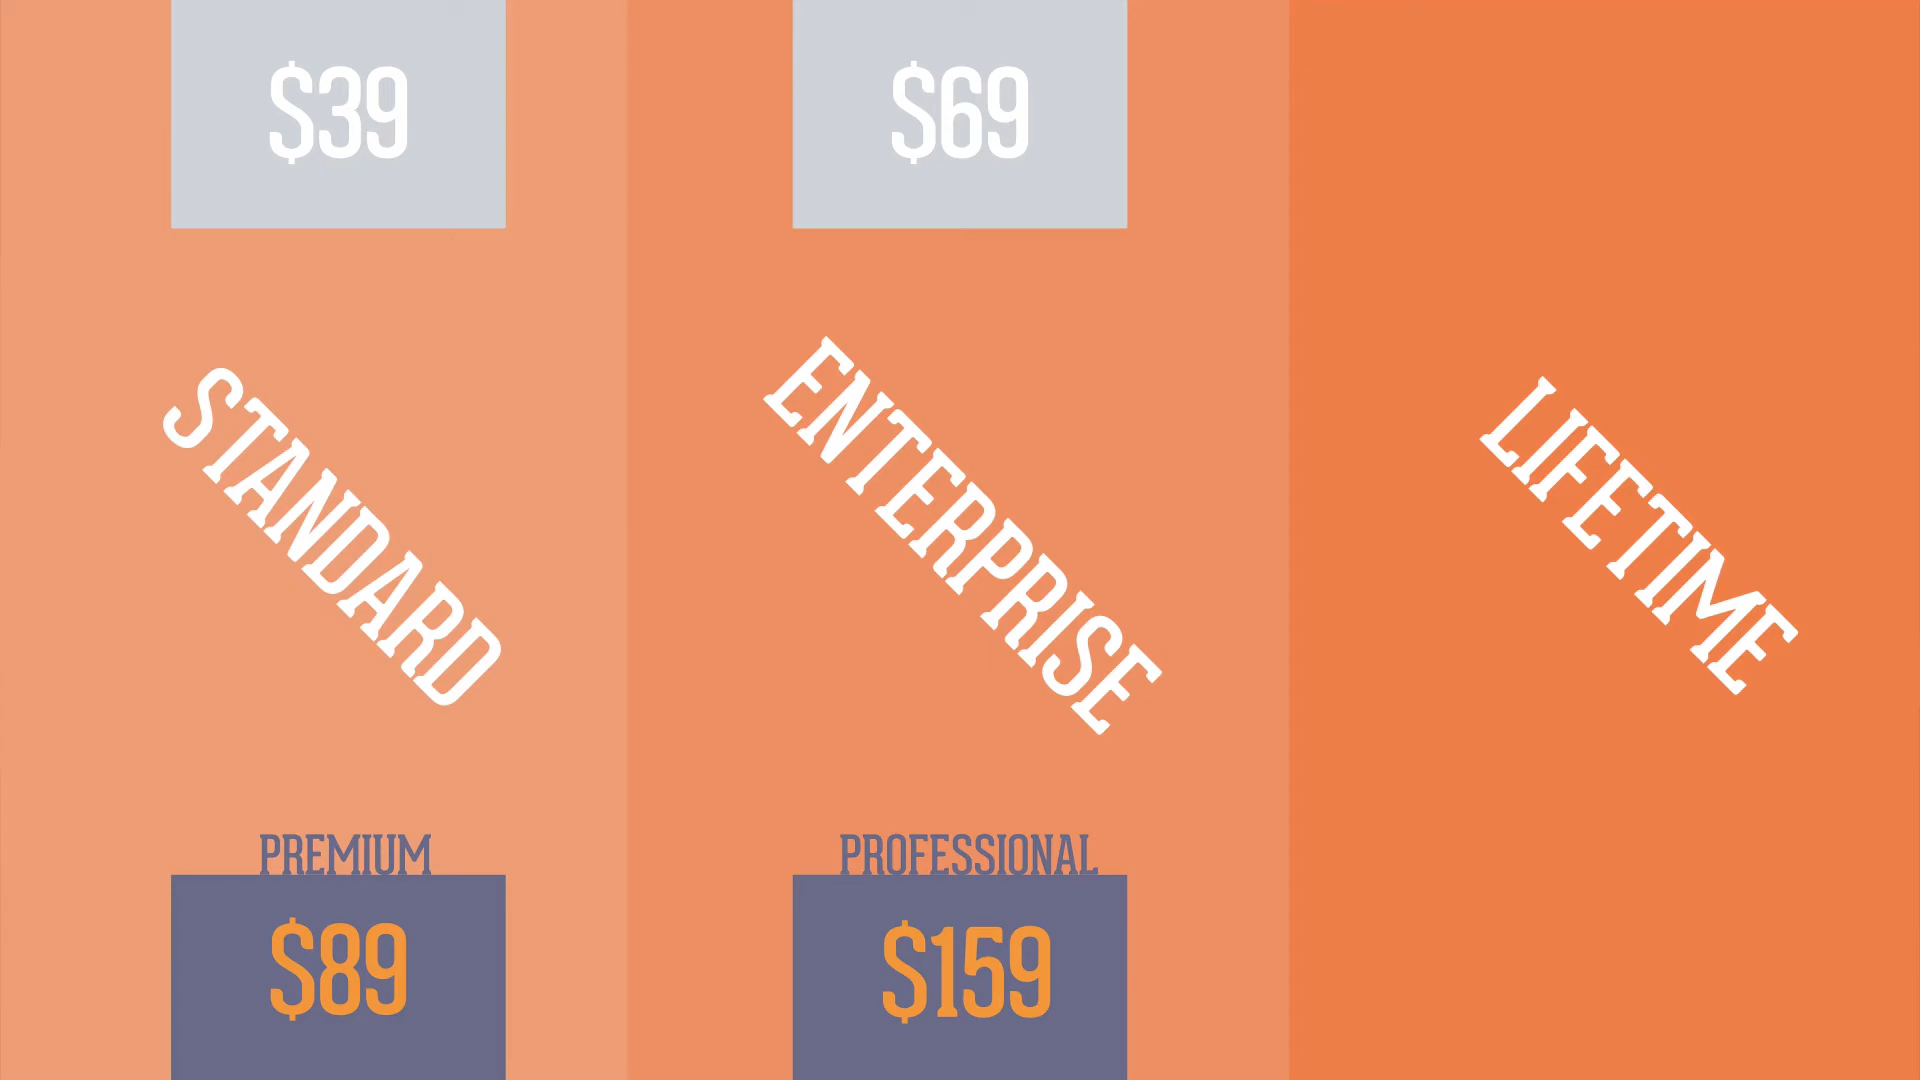 $39
$69
STANDARD
ENTERPRISE
LIFETIME
PREMIUM
PROFESSIONAL
$89
$159